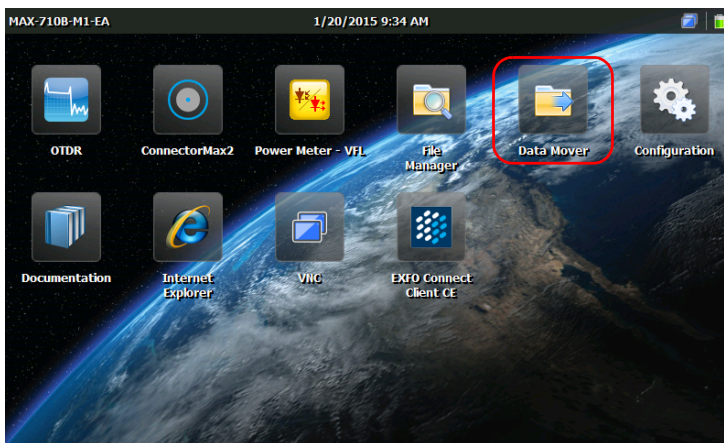 MAX-710B-M1-EA 1/20/2015 9:34 AM
OTDR ConnectorMax2 Power Meter - VFL File Manager Data Mover Configuration
Documentation Internet Explorer VNC EXFO Connect Client CE